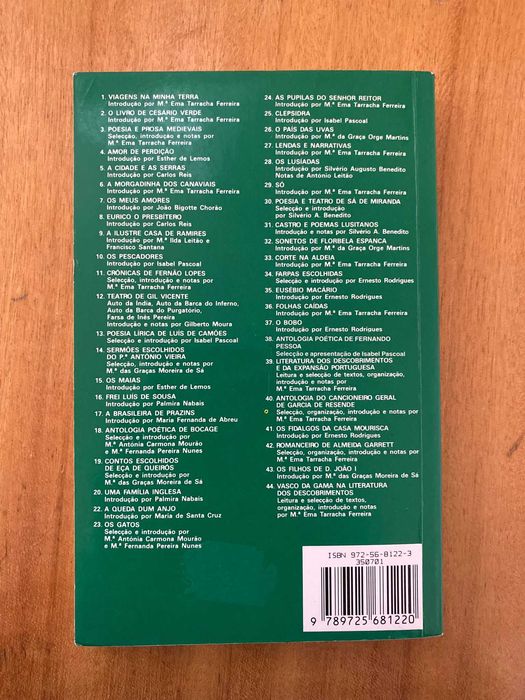 1. VIAGENS NA MINHA TERRA
Introdução por M.ª Ema Tarracha Ferreira
2. O LIVRO DE CESÁRIO VERDE
Introdução por M.ª Ema Tarracha Ferreira
3. POESIA E PROSA MEDIEVAIS
Selecção, introdução e notas por
M.ª Ema Tarracha Ferreira
4. AMOR DE PERDIÇÃO
Introdução por Esther de Lemos
5. A CIDADE E AS SERRAS
Introdução por Carlos Reis
6. A MORGADINHA DOS CANAVIAIS
Introdução por M.ª Ema Tarracha Ferreira
7. OS MEUS AMORES
Introdução por João Bigotte Chorão
8. EURICO O PRESBÍTERO
Introdução por Carlos Reis
9. A ILUSTRE CASA DE RAMIRES
Introdução por M.ª Ilda Leitão e
Francisco Santana
10. OS PESCADORES
Introdução por Isabel Pascoal
11. CRÓNICAS DE FERNÃO LOPES
Selecção, introdução e notas por
M.ª Ema Tarracha Ferreira
12. TEATRO DE GIL VICENTE
Auto da Índia, Auto da Barca do Inferno,
Auto da Barca do Purgatório,
Farsa de Inês Pereira
Introdução e notas por Gilberto Moura
13. POESIA LÍRICA DE LUÍS DE CAMÕES
Selecção e introdução por Isabel Pascoal
14. SERMÕES ESCOLHIDOS
DO P.ª ANTÓNIO VIEIRA
Selecção, introdução e notas por
M.ª das Graças Moreira de Sá
15. OS MAIAS
Introdução por Esther de Lemos
16. FREI LUÍS DE SOUSA
Introdução por Palmira Nabais
17. A BRASILEIRA DE PRAZINS
Introdução por Maria Fernanda de Abreu
18. ANTOLOGIA POÉTICA DE BOCAGE
Selecção e introdução por
M.ª Antónia Carmona Mourão
e M.ª Fernanda Pereira Nunes
19. CONTOS ESCOLHIDOS
DE EÇA DE QUEIRÓS
Selecção, introdução e notas por
M.ª das Graças Moreira de Sá
20. UMA FAMÍLIA INGLESA
Introdução por Palmira Nabais
22. A QUEDA DUM ANJO
Introdução por Maria de Santa Cruz
23. OS GATOS
Selecção e introdução por
M.ª Antónia Carmona Mourão
e M.ª Fernanda Pereira Nunes
24. AS PUPILAS DO SENHOR REITOR
Introdução por M.ª Ema Tarracha Ferreira
25. CLEPSIDRA
Introdução por Isabel Pascoal
26. O PAÍS DAS UVAS
Introdução por M.ª da Graça Orge Martins
27. LENDAS E NARRATIVAS
Introdução por M.ª Ema Tarracha Ferreira
28. OS LUSÍADAS
Introdução por Silvério Augusto Benedito
Notas de António Leitão
29. SÓ
Introdução por M.ª Ema Tarracha Ferreira
30. POESIA E TEATRO DE SÁ DE MIRANDA
Selecção e introdução
por Silvério A. Benedito
31. CASTRO E POEMAS LUSITANOS
Introdução e notas por Silvério A. Benedito
32. SONETOS DE FLORBELA ESPANCA
Introdução por M.ª da Graça Orge Martins
33. CORTE NA ALDEIA
Introdução por M.ª Ema Tarracha Ferreira
34. FARPAS ESCOLHIDAS
Selecção e introdução por Ernesto Rodrigues
35. EUSÉBIO MACÁRIO
Introdução por Ernesto Rodrigues
36. FOLHAS CAÍDAS
Introdução por M.ª Ema Tarracha Ferreira
37. O BOBO
Introdução por Ernesto Rodrigues
38. ANTOLOGIA POÉTICA DE FERNANDO
PESSOA
Selecção e apresentação de Isabel Pascoal
39. LITERATURA DOS DESCOBRIMENTOS
E DA EXPANSÃO PORTUGUESA
Leitura e selecção de textos, organização,
introdução e notas por
M.ª Ema Tarracha Ferreira
40. ANTOLOGIA DO CANCIONEIRO GERAL
DE GARCIA DE RESENDE
Selecção, organização, introdução e notas por
M.ª Ema Tarracha Ferreira
41. OS FIDALGOS DA CASA MOURISCA
Introdução por Ernesto Rodrigues
42. ROMANCEIRO DE ALMEIDA GARRETT
Selecção, organização, introdução e notas por
M.ª Ema Tarracha Ferreira
43. OS FILHOS DE D. JOÃO I
Introdução por M.ª das Graças Moreira de Sá
44. VASCO DA GAMA NA LITERATURA
DOS DESCOBRIMENTOS
Leitura e selecção de textos,
organização, introdução e notas
por M.ª Ema Tarracha Ferreira
ISBN 972-56-8122-3
350701
9 789725 681220